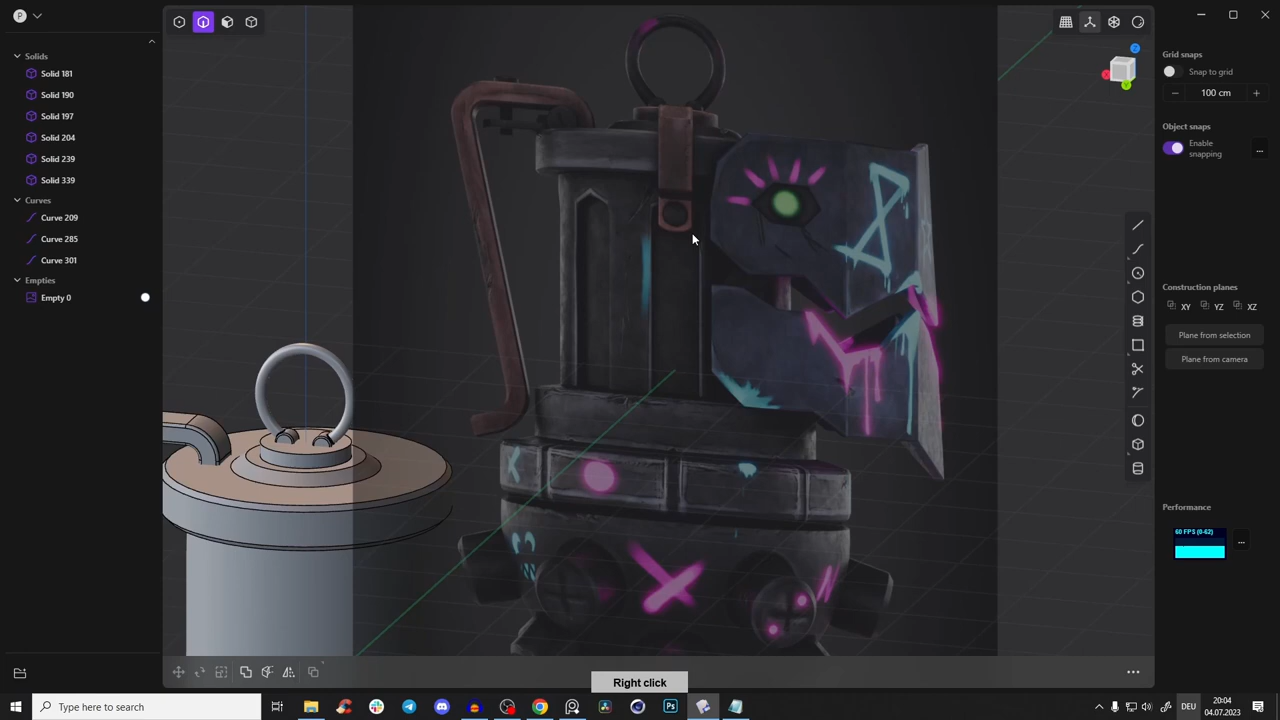 P
Solids
Solid 181
Solid 190
Solid 197
Solid 204
Solid 239
Solid 339
Curves
Curve 209
Curve 285
Curve 301
Empties
Empty 0
Z
Grid snaps
Snap to grid
100 cm
Object snaps
Enable snapping
...
Construction planes
XY YZ XZ
Plane from selection
Plane from camera
Performance
60 FPS (0-62)
...
Right click
Type here to search
Ps
DEU
20:04
04.07.2023